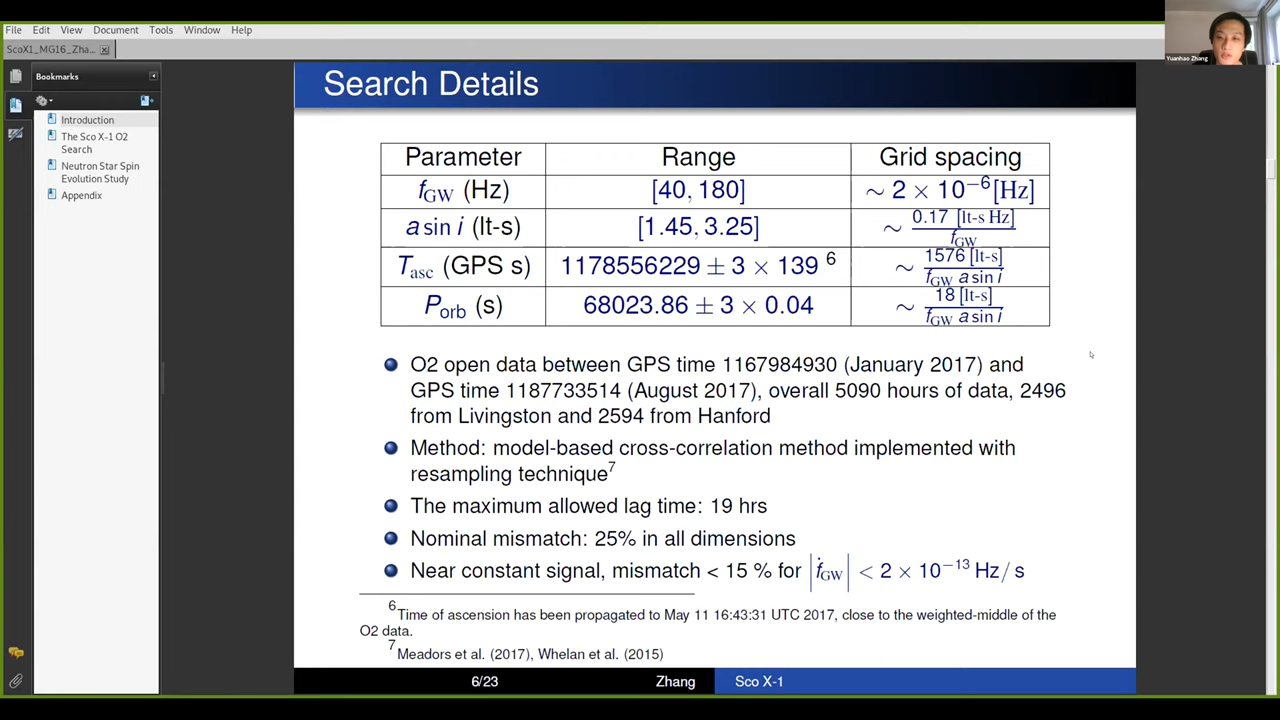 File Edit View Document Tools Window Help
ScoX1_MG16_Zha...
Yuanhao Zhang
Bookmarks
Introduction
The Sco X-1 O2
Search
Neutron Star Spin
Evolution Study
Appendix
Search Details
Parameter Range Grid spacing
f_GW (Hz) [40, 180] ∼ 2 × 10⁻⁶[Hz]
a sin i (lt-s) [1.45, 3.25] ∼ 0.17 [lt-s Hz] / f_GW
T_asc (GPS s) 1178556229 ± 3 × 139 ⁶ ∼ 1576 [lt-s] / f_GW a sin i
P_orb (s) 68023.86 ± 3 × 0.04 ∼ 18 [lt-s] / f_GW a sin i
O2 open data between GPS time 1167984930 (January 2017) and
GPS time 1187733514 (August 2017), overall 5090 hours of data, 2496
from Livingston and 2594 from Hanford
Method: model-based cross-correlation method implemented with
resampling technique⁷
The maximum allowed lag time: 19 hrs
Nominal mismatch: 25% in all dimensions
Near constant signal, mismatch < 15 % for |ḟ_GW| < 2 × 10⁻¹³ Hz/s
⁶Time of ascension has been propagated to May 11 16:43:31 UTC 2017, close to the weighted-middle of the
O2 data.
⁷Meadors et al. (2017), Whelan et al. (2015)
6/23 Zhang Sco X-1